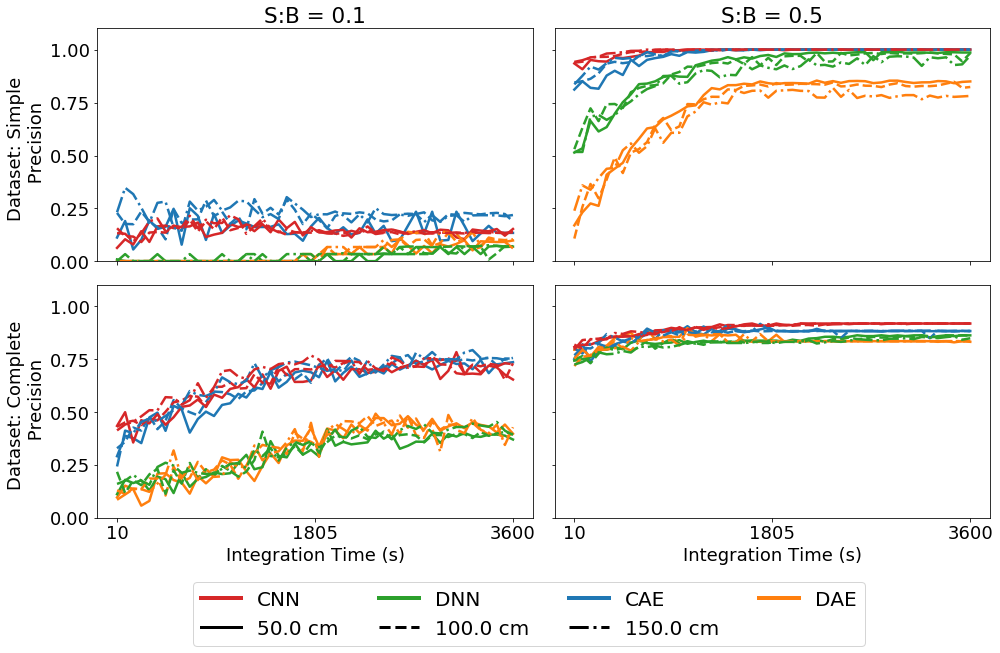 S:B = 0.1
S:B = 0.5
Dataset: Simple
Precision
1.00
0.75
0.50
0.25
0.00
Dataset: Complete
Precision
1.00
0.75
0.50
0.25
0.00
10 1805 3600
Integration Time (s)
10 1805 3600
Integration Time (s)
CNN DNN CAE DAE
50.0 cm 100.0 cm 150.0 cm